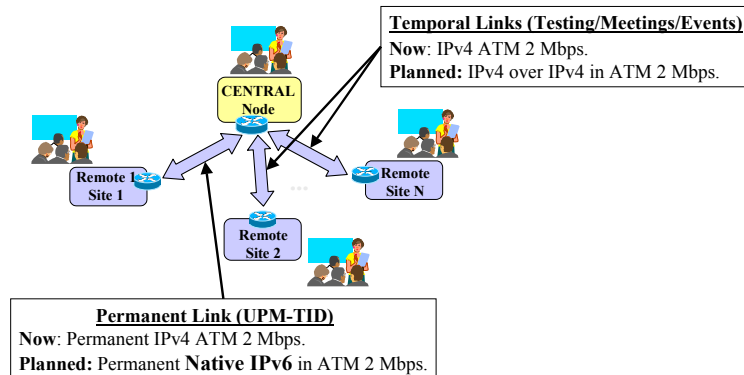 Temporal Links (Testing/Meetings/Events)
Now: IPv4 ATM 2 Mbps.
Planned: IPv4 over IPv4 in ATM 2 Mbps.
CENTRAL
Node
Remote 1
Site 1
...
Remote
Site N
Remote
Site 2
Permanent Link (UPM-TID)
Now: Permanent IPv4 ATM 2 Mbps.
Planned: Permanent Native IPv6 in ATM 2 Mbps.